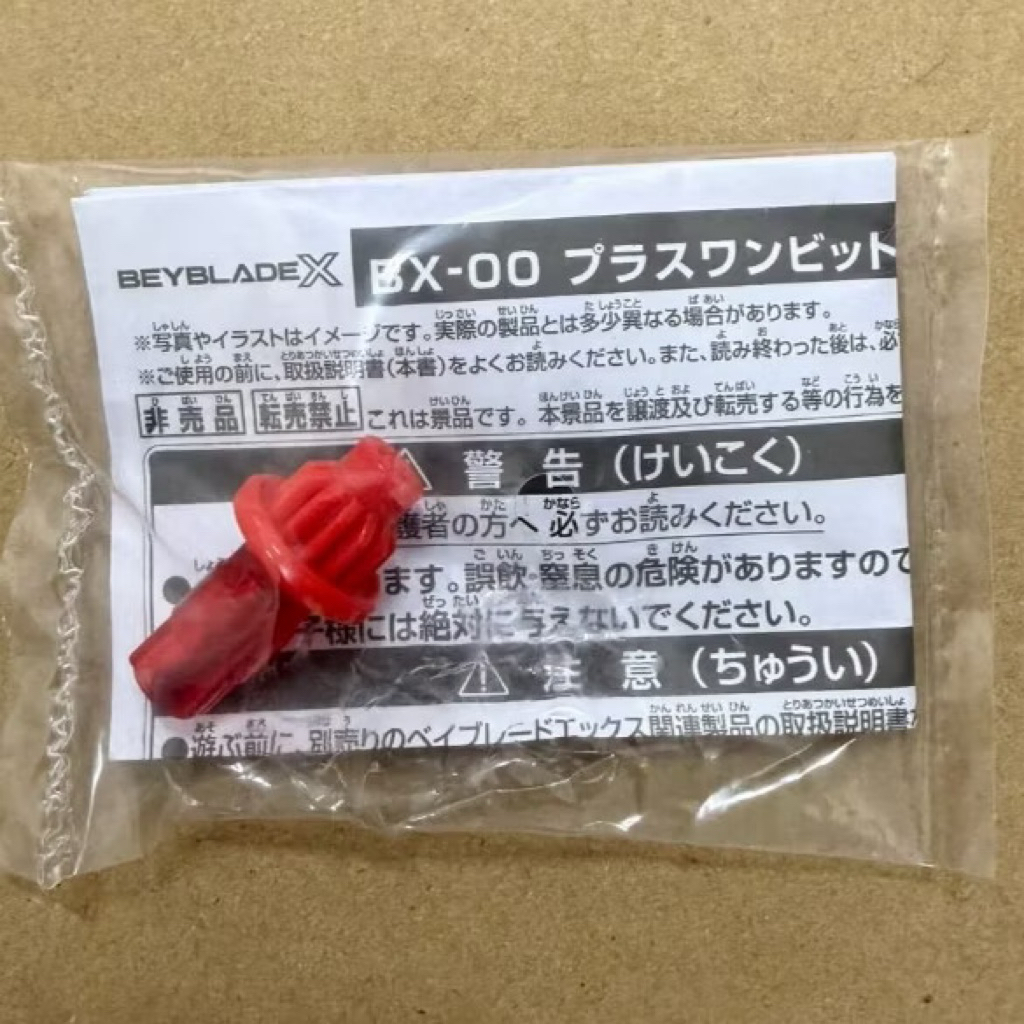 BEYBLADE X BX-00 プラスワンビット
※写真やイラストはイメージです。実際の製品とは多少異なる場合があります。
※ご使用の前に、取扱説明書(本書)をよくお読みください。また、読み終わった後は、必
非売品 転売禁止 これは景品です。本景品を譲渡及び転売する等の行為を
警告(けいこく)
護者の方へ 必ずお読みください。
ます。誤飲・窒息の危険がありますので
子様には絶対に与えないでください。
注意(ちゅうい)
●遊ぶ前に、別売りのベイブレードエックス関連製品の取扱説明書